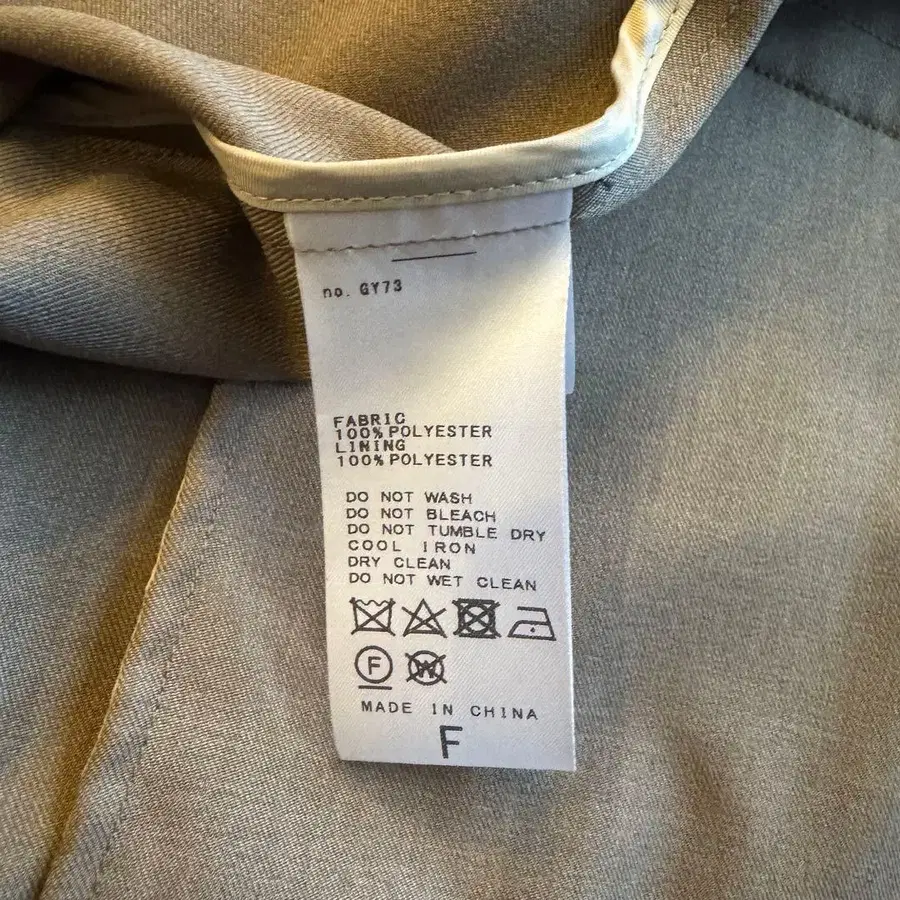 no. GY73
FABRIC
100% POLYESTER
LINING
100% POLYESTER
DO NOT WASH
DO NOT BLEACH
DO NOT TUMBLE DRY
COOL IRON
DRY CLEAN
DO NOT WET CLEAN
F W
MADE IN CHINA
F